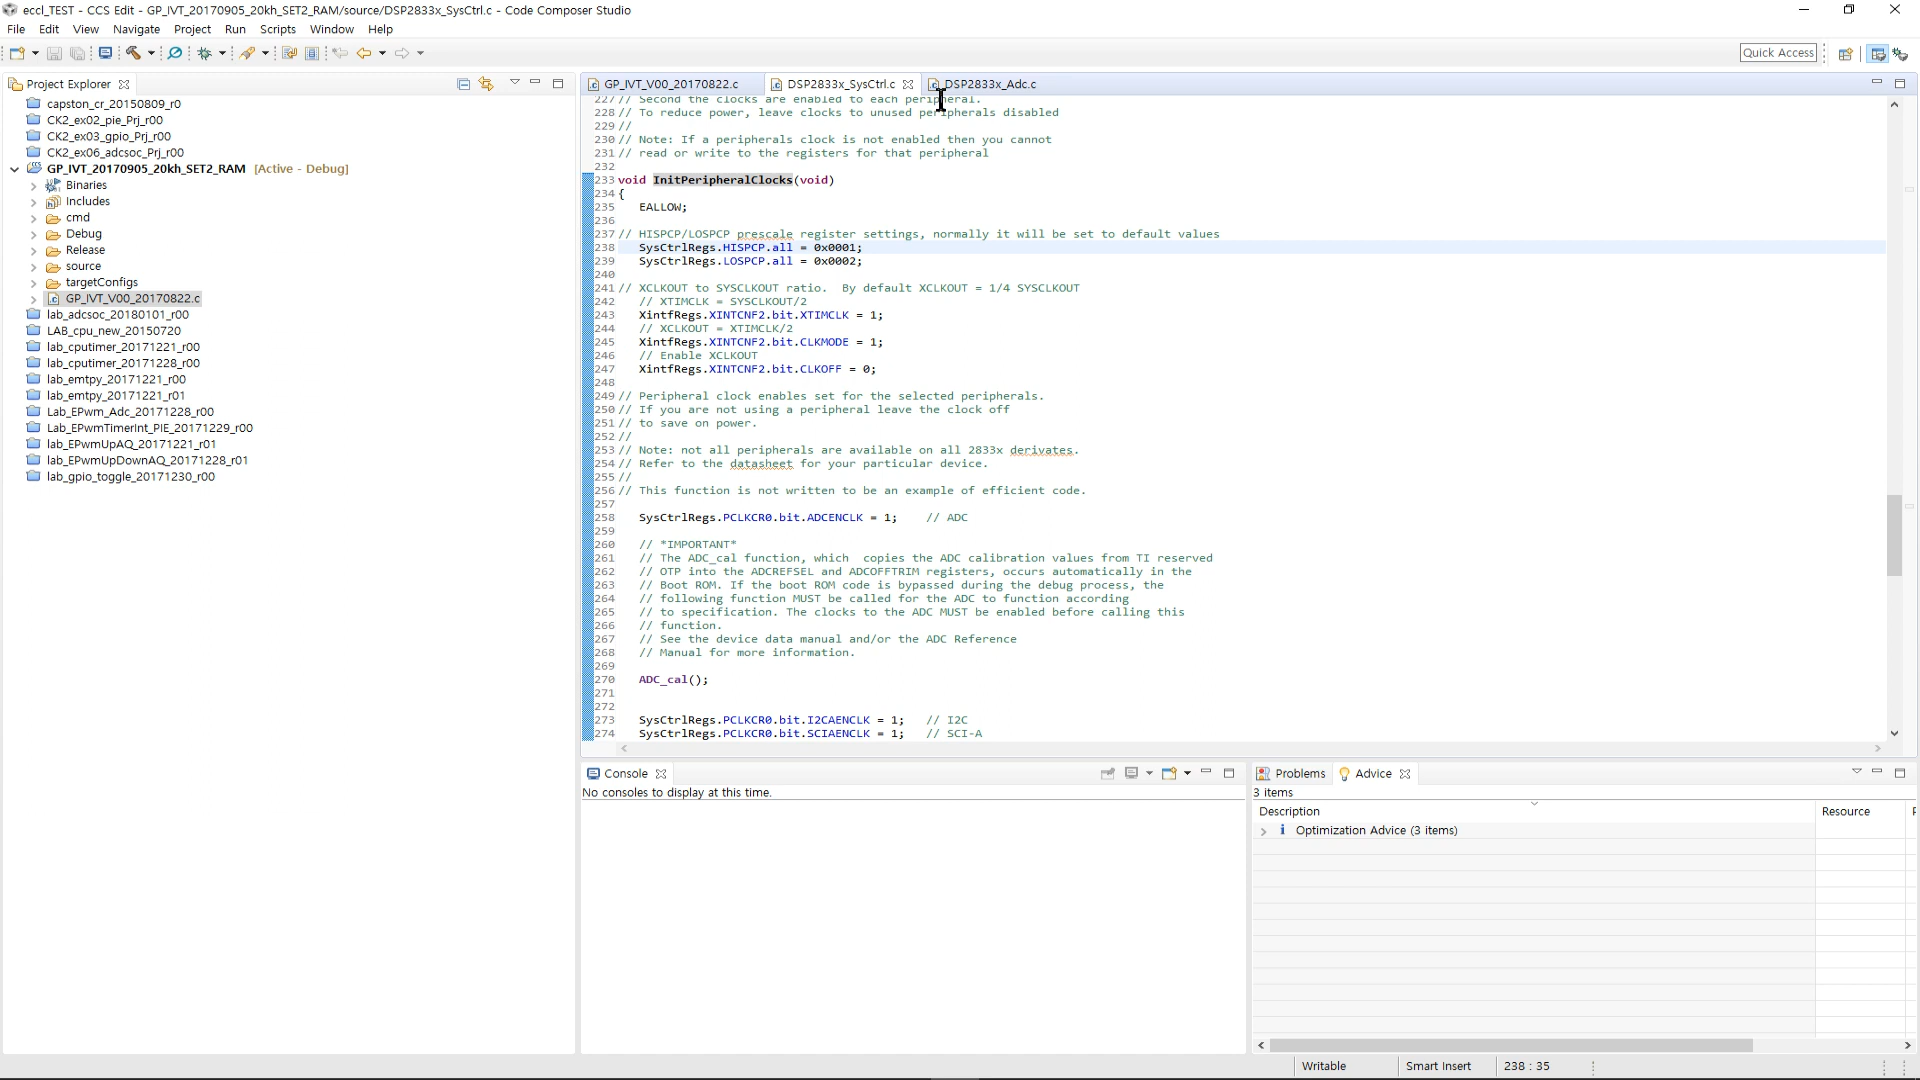 eccl_TEST - CCS Edit - GP_IVT_20170905_20kh_SET2_RAM/source/DSP2833x_SysCtrl.c - Code Composer Studio
File Edit View Navigate Project Run Scripts Window Help
Quick Access
Project Explorer
capston_cr_20150809_r0
CK2_ex02_pie_Prj_r00
CK2_ex03_gpio_Prj_r00
CK2_ex06_adcsoc_Prj_r00
GP_IVT_20170905_20kh_SET2_RAM [Active - Debug]
Binaries
Includes
cmd
Debug
Release
source
targetConfigs
GP_IVT_V00_20170822.c
lab_adcsoc_20180101_r00
LAB_cpu_new_20150720
lab_cputimer_20171221_r00
lab_cputimer_20171228_r00
lab_emtpy_20171221_r00
lab_emtpy_20171221_r01
Lab_EPwm_Adc_20171228_r00
Lab_EPwmTimerInt_PIE_20171229_r00
lab_EPwmUpAQ_20171221_r01
lab_EPwmUpDownAQ_20171228_r01
lab_gpio_toggle_20171230_r00
GP_IVT_V00_20170822.c DSP2833x_SysCtrl.c DSP2833x_Adc.c
227 // Second the clocks are enabled to each peripheral.
228 // To reduce power, leave clocks to unused peripherals disabled
229 //
230 // Note: If a peripherals clock is not enabled then you cannot
231 // read or write to the registers for that peripheral
232
233 void InitPeripheralClocks(void)
234 {
235 EALLOW;
236
237 // HISPCP/LOSPCP prescale register settings, normally it will be set to default values
238 SysCtrlRegs.HISPCP.all = 0x0001;
239 SysCtrlRegs.LOSPCP.all = 0x0002;
240
241 // XCLKOUT to SYSCLKOUT ratio. By default XCLKOUT = 1/4 SYSCLKOUT
242 // XTIMCLK = SYSCLKOUT/2
243 XintfRegs.XINTCNF2.bit.XTIMCLK = 1;
244 // XCLKOUT = XTIMCLK/2
245 XintfRegs.XINTCNF2.bit.CLKMODE = 1;
246 // Enable XCLKOUT
247 XintfRegs.XINTCNF2.bit.CLKOFF = 0;
248
249 // Peripheral clock enables set for the selected peripherals.
250 // If you are not using a peripheral leave the clock off
251 // to save on power.
252 //
253 // Note: not all peripherals are available on all 2833x derivates.
254 // Refer to the datasheet for your particular device.
255 //
256 // This function is not written to be an example of efficient code.
257
258 SysCtrlRegs.PCLKCR0.bit.ADCENCLK = 1; // ADC
259
260 // *IMPORTANT*
261 // The ADC_cal function, which copies the ADC calibration values from TI reserved
262 // OTP into the ADCREFSEL and ADCOFFTRIM registers, occurs automatically in the
263 // Boot ROM. If the boot ROM code is bypassed during the debug process, the
264 // following function MUST be called for the ADC to function according
265 // to specification. The clocks to the ADC MUST be enabled before calling this
266 // function.
267 // See the device data manual and/or the ADC Reference
268 // Manual for more information.
269
270 ADC_cal();
271
272
273 SysCtrlRegs.PCLKCR0.bit.I2CAENCLK = 1; // I2C
274 SysCtrlRegs.PCLKCR0.bit.SCIAENCLK = 1; // SCI-A
Console
No consoles to display at this time.
Problems Advice
3 items
Description Resource
Optimization Advice (3 items)
Writable Smart Insert 238 : 35